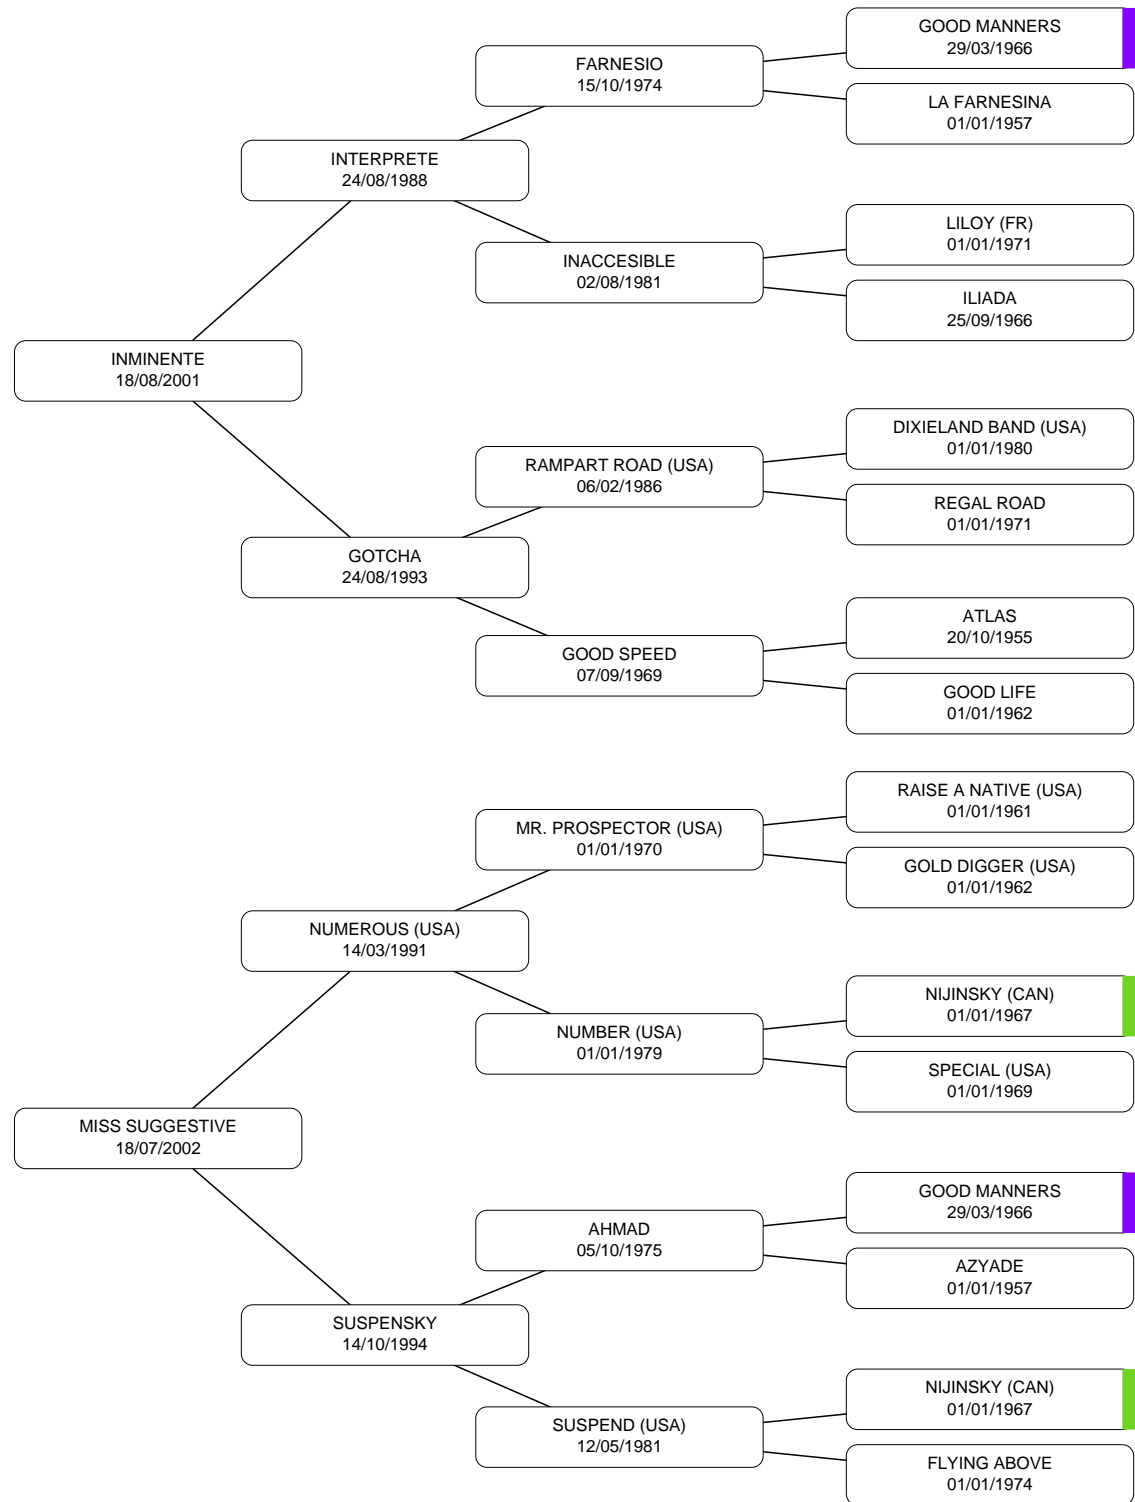 GOOD MANNERS
29/03/1966
FARNESIO
15/10/1974
LA FARNESINA
01/01/1957
INTERPRETE
24/08/1988
LILOY (FR)
01/01/1971
INACCESIBLE
02/08/1981
ILIADA
25/09/1966
INMINENTE
18/08/2001
DIXIELAND BAND (USA)
01/01/1980
RAMPART ROAD (USA)
06/02/1986
REGAL ROAD
01/01/1971
GOTCHA
24/08/1993
ATLAS
20/10/1955
GOOD SPEED
07/09/1969
GOOD LIFE
01/01/1962
RAISE A NATIVE (USA)
01/01/1961
MR. PROSPECTOR (USA)
01/01/1970
GOLD DIGGER (USA)
01/01/1962
NUMEROUS (USA)
14/03/1991
NIJINSKY (CAN)
01/01/1967
NUMBER (USA)
01/01/1979
SPECIAL (USA)
01/01/1969
MISS SUGGESTIVE
18/07/2002
GOOD MANNERS
29/03/1966
AHMAD
05/10/1975
AZYADE
01/01/1957
SUSPENSKY
14/10/1994
NIJINSKY (CAN)
01/01/1967
SUSPEND (USA)
12/05/1981
FLYING ABOVE
01/01/1974